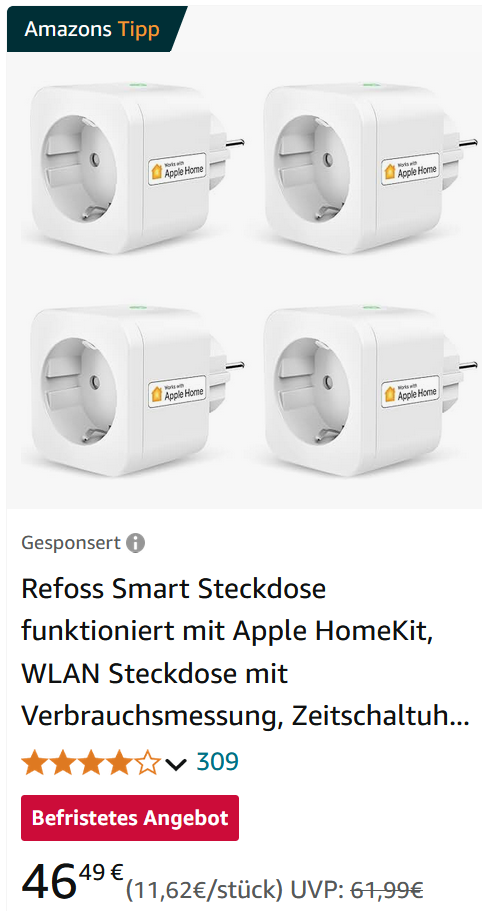 Amazons Tipp
Works with
Apple Home
Works with
Apple Home
Works with
Apple Home
Works with
Apple Home
Gesponsert
Refoss Smart Steckdose
funktioniert mit Apple HomeKit,
WLAN Steckdose mit
Verbrauchsmessung, Zeitschaltuh...
309
Befristetes Angebot
46,49 € (11,62€/stück) UVP: 61,99€